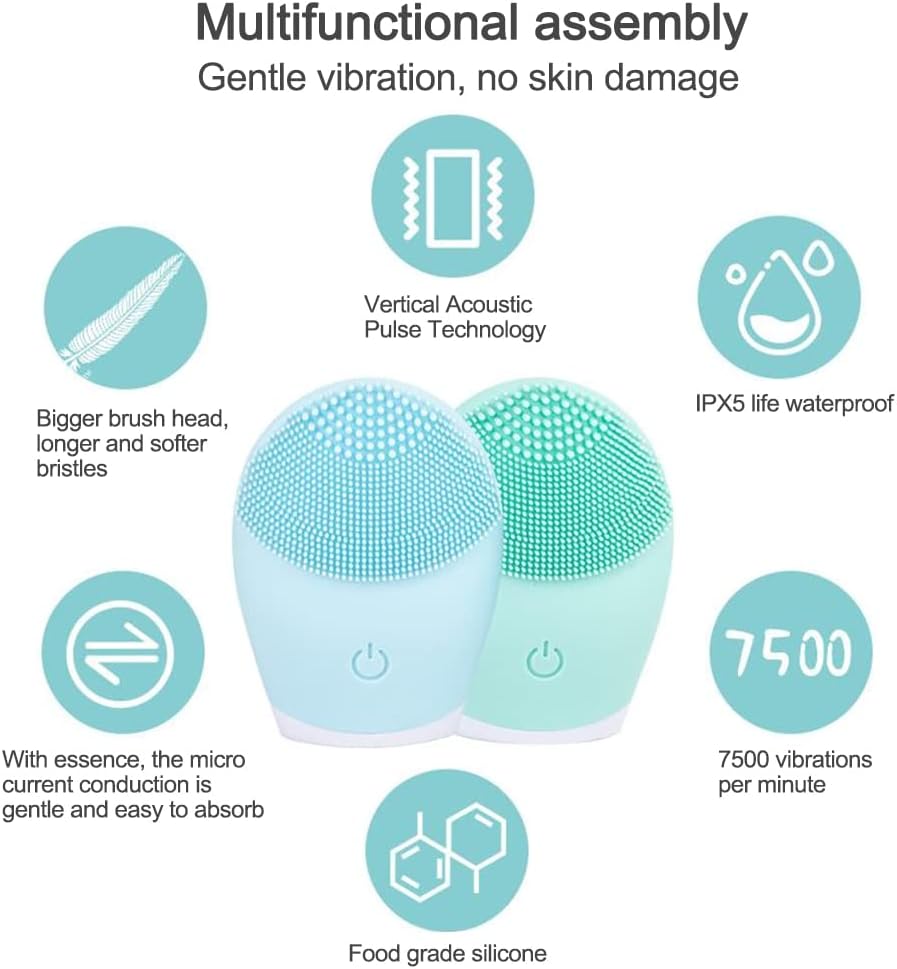 Multifunctional assembly
Gentle vibration, no skin damage
Vertical Acoustic
Pulse Technology
IPX5 life waterproof
Bigger brush head,
longer and softer
bristles
7500
With essence, the micro
current conduction is
gentle and easy to absorb
7500 vibrations
per minute
Food grade silicone